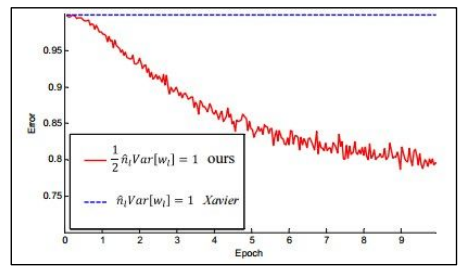 0.95
0.9
0.85
0.8
0.75
Error
1/2 n̂ₗVar[wₗ] = 1 ours
n̂ₗVar[wₗ] = 1 Xavier
0 1 2 3 4 5 6 7 8 9
Epoch